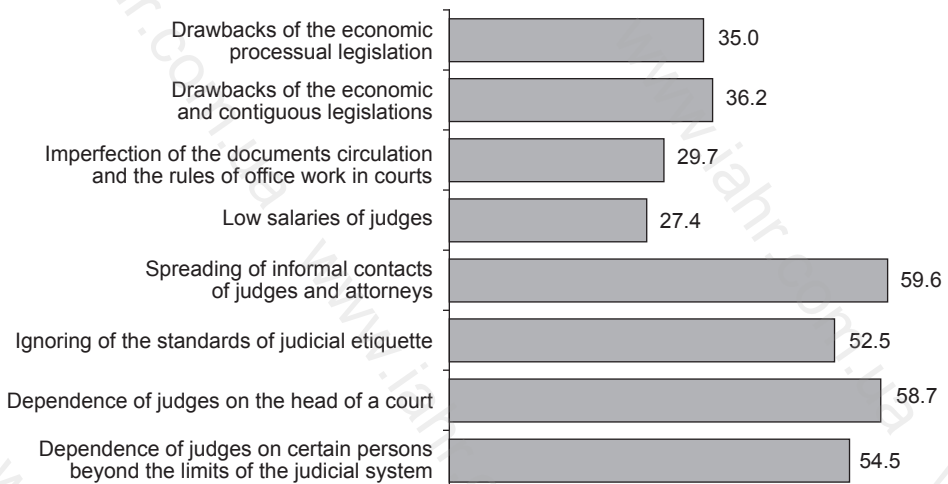 Drawbacks of the economic
processual legislation
35.0
Drawbacks of the economic
and contiguous legislations
36.2
Imperfection of the documents circulation
and the rules of office work in courts
29.7
Low salaries of judges
27.4
Spreading of informal contacts
of judges and attorneys
59.6
Ignoring of the standards of judicial etiquette
52.5
Dependence of judges on the head of a court
58.7
Dependence of judges on certain persons
beyond the limits of the judicial system
54.5
www.iahr.com.ua